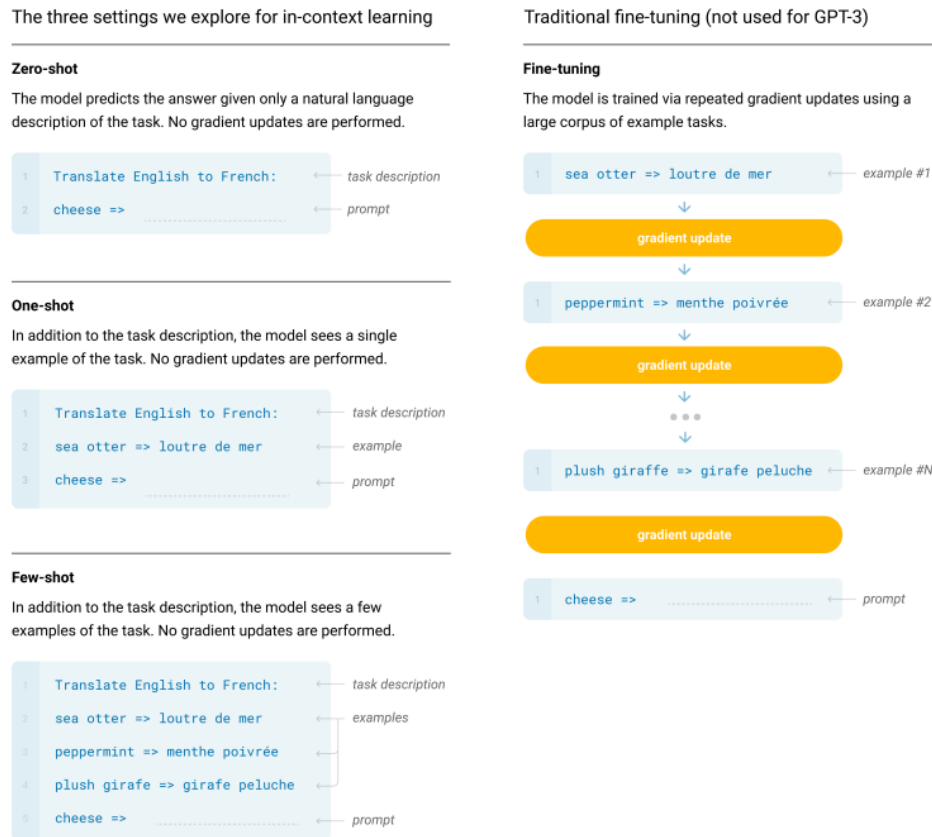 The three settings we explore for in-context learning
Zero-shot
The model predicts the answer given only a natural language
description of the task. No gradient updates are performed.
1 Translate English to French: task description
2 cheese => prompt
One-shot
In addition to the task description, the model sees a single
example of the task. No gradient updates are performed.
1 Translate English to French: task description
2 sea otter => loutre de mer example
3 cheese => prompt
Few-shot
In addition to the task description, the model sees a few
examples of the task. No gradient updates are performed.
1 Translate English to French: task description
2 sea otter => loutre de mer examples
3 peppermint => menthe poivrée
4 plush girafe => girafe peluche
5 cheese => prompt
Traditional fine-tuning (not used for GPT-3)
Fine-tuning
The model is trained via repeated gradient updates using a
large corpus of example tasks.
1 sea otter => loutre de mer example #1
gradient update
1 peppermint => menthe poivrée example #2
gradient update
1 plush giraffe => girafe peluche example #N
gradient update
1 cheese => prompt